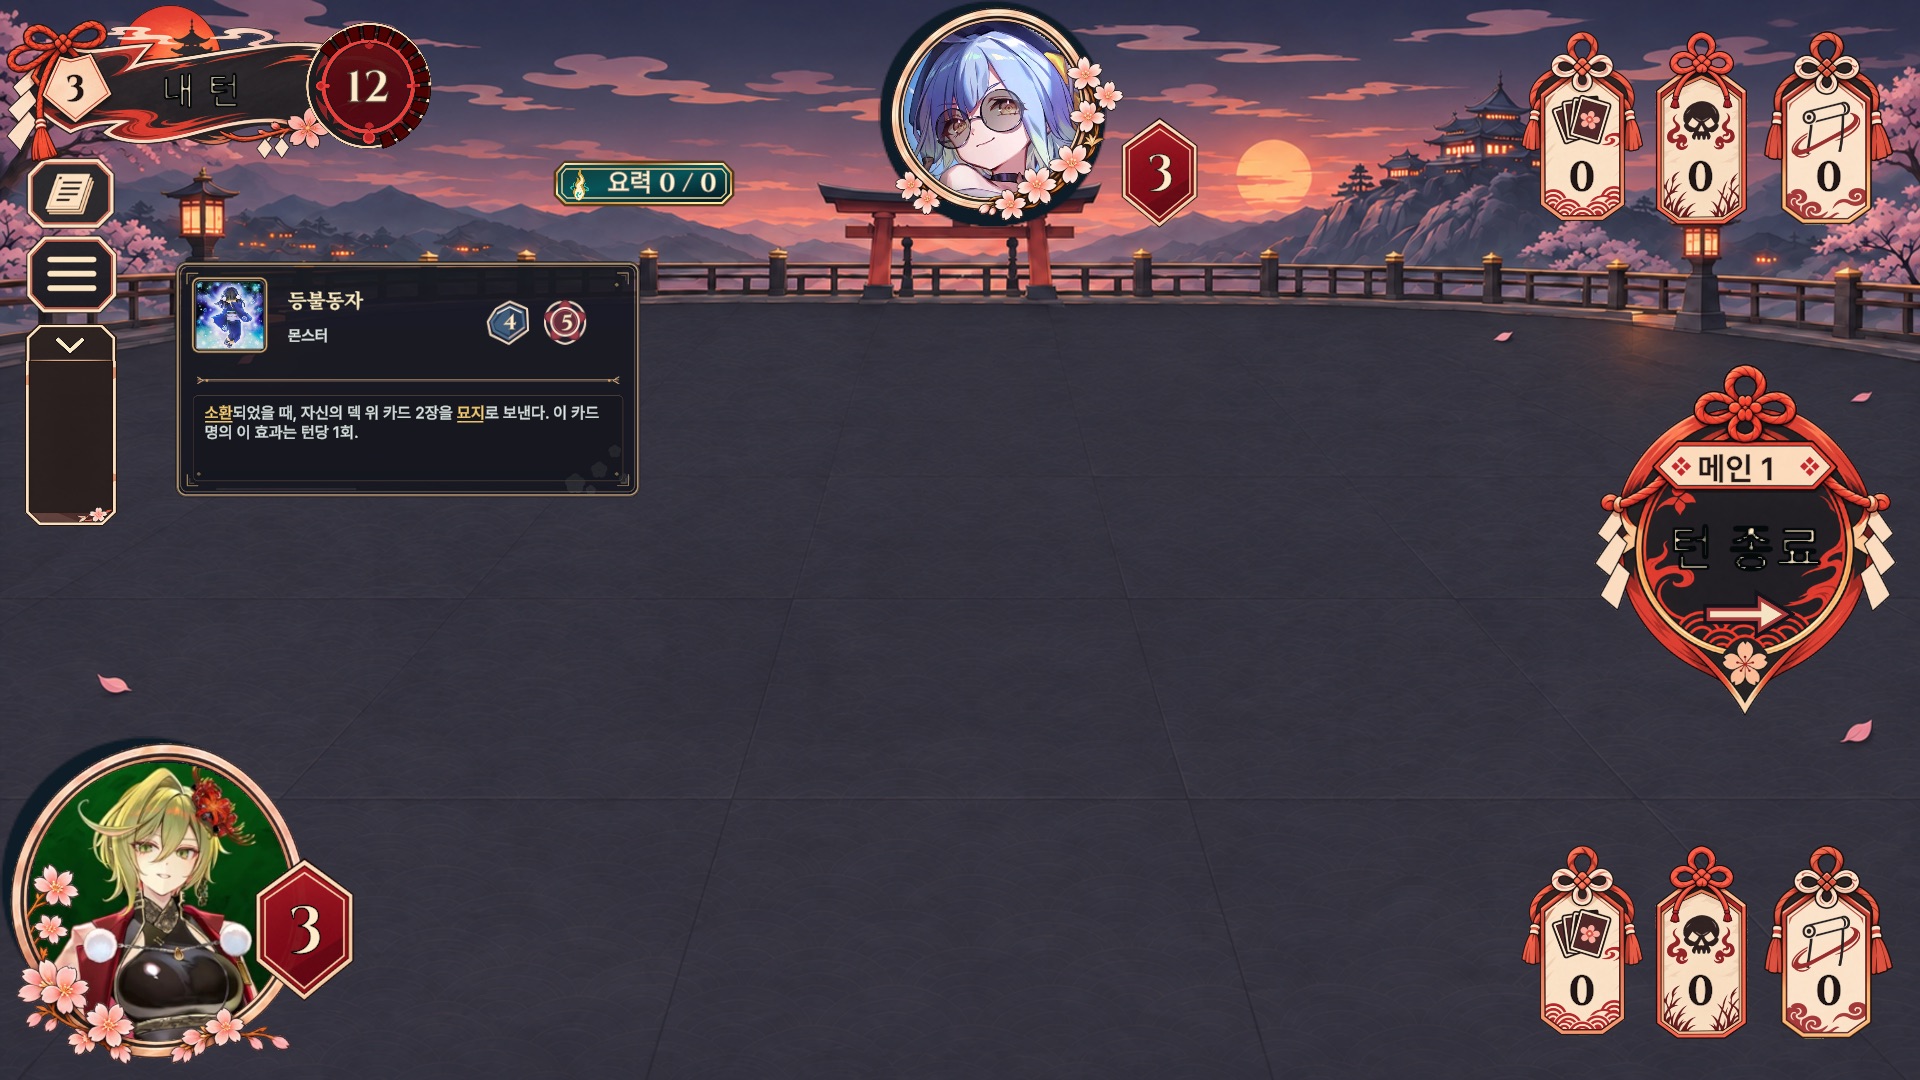 3
내 턴
12
3
0
0
0
요력 0 / 0
등불동자
몬스터
4
5
소환되었을 때, 자신의 덱 위 카드 2장을 묘지로 보낸다. 이 카드
명의 이 효과는 턴당 1회.
메인 1
턴 종료
3
0
0
0